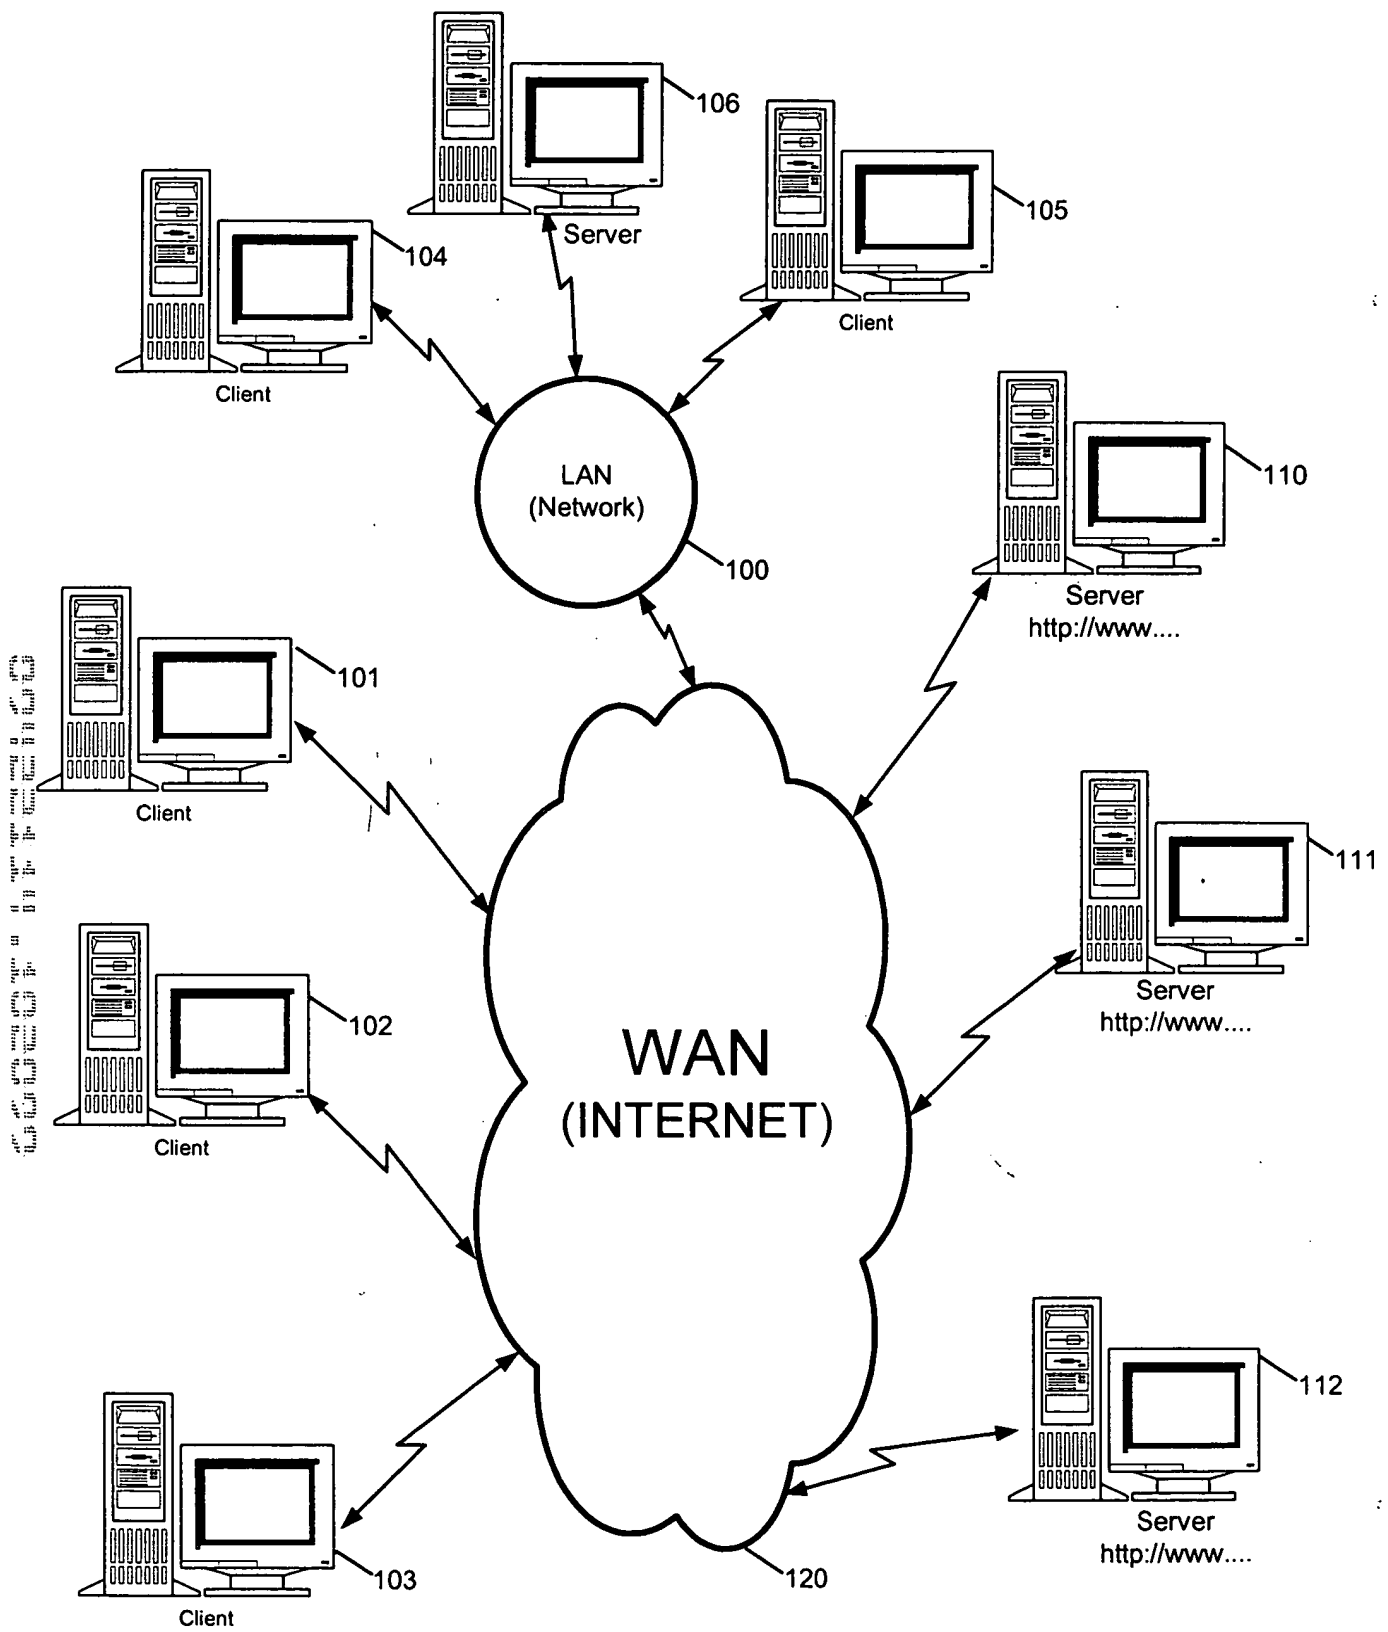 106
Server
105
Client
104
Client
LAN
(Network)
100
110
Server
http://www....
101
Client
111
Server
http://www....
102
Client
WAN
(INTERNET)
112
Server
http://www....
103
Client
120